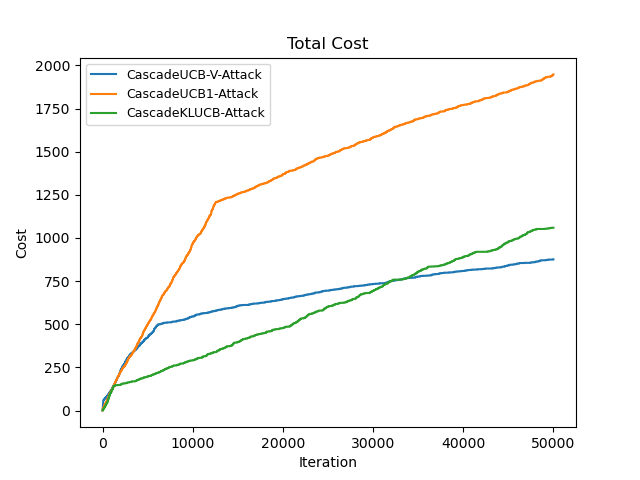 Total Cost
CascadeUCB-V-Attack
CascadeUCB1-Attack
CascadeKLUCB-Attack
2000
1750
1500
1250
1000
750
500
250
0
Cost
0 10000 20000 30000 40000 50000
Iteration